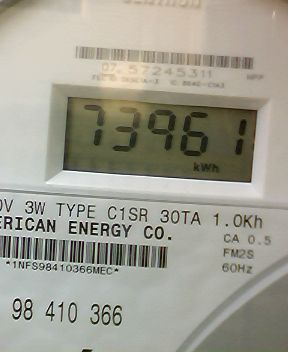 07 57245311
73961
kWh
V 3W TYPE C1SR 30TA 1.0Kh
ERICAN ENERGY CO.
CA 0.5
FM2S
*1NFS98410366MEC*
60Hz
98 410 366